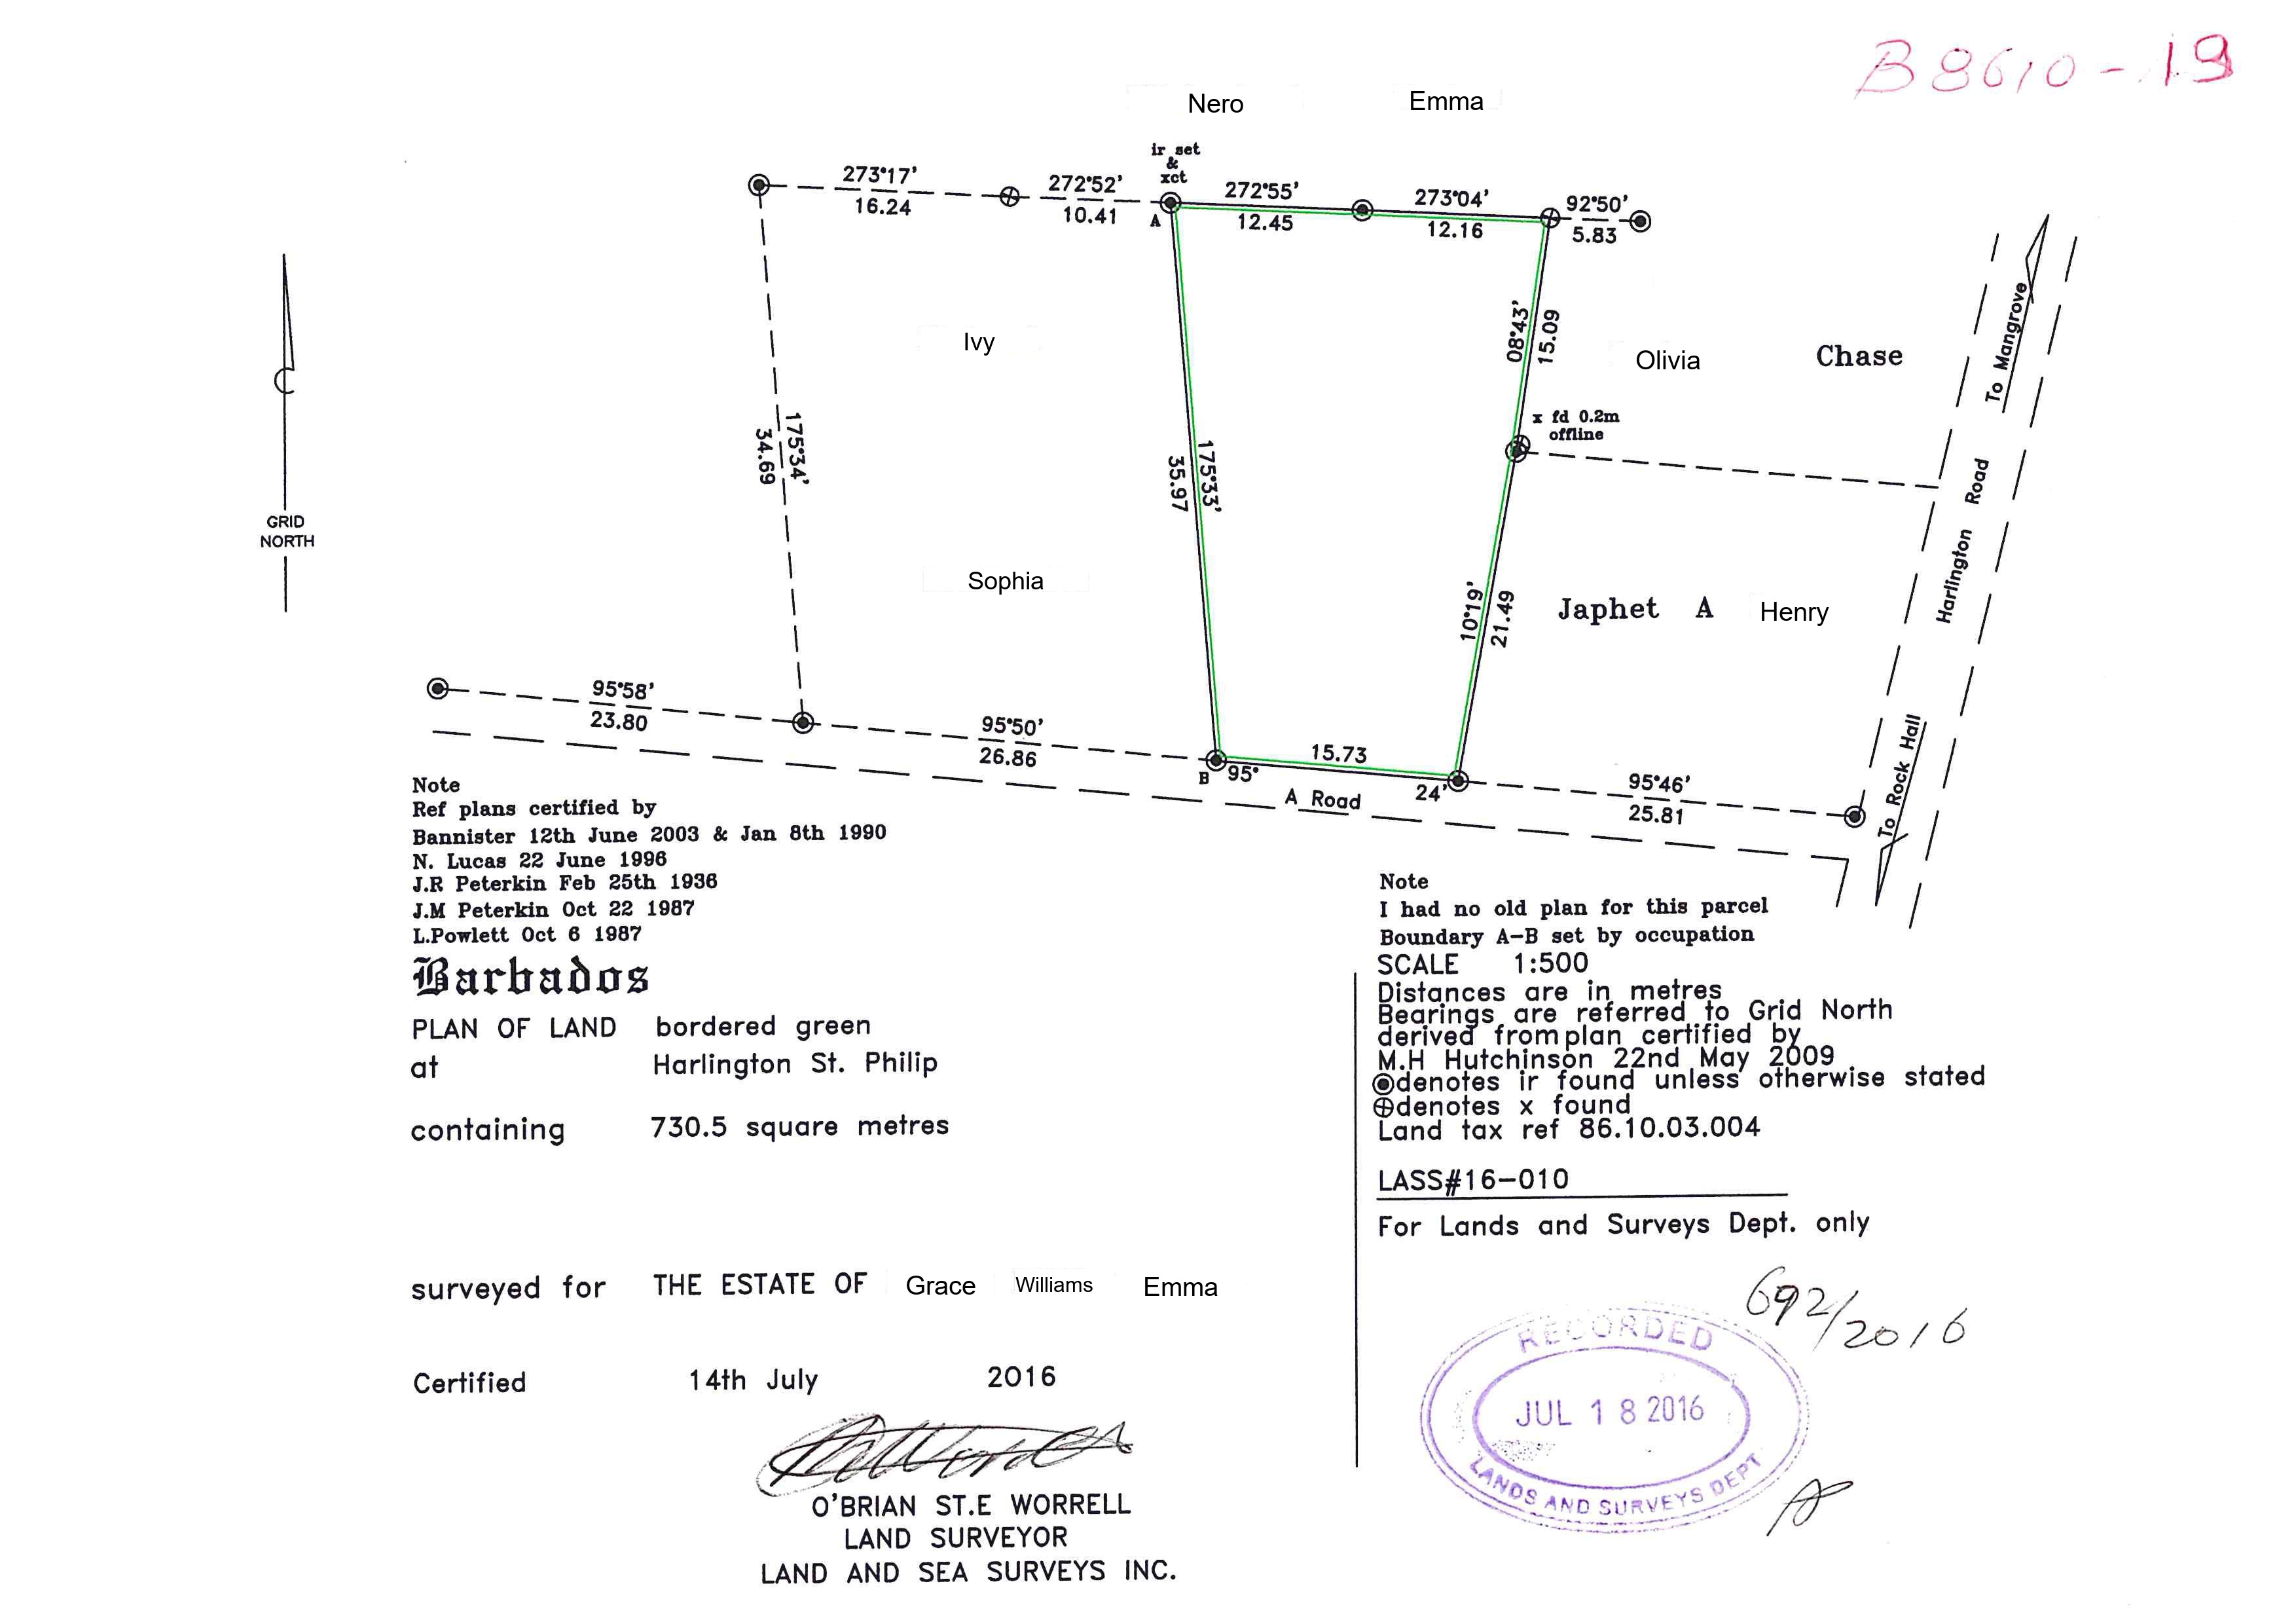 B8610-19
Nero Emma
ir set
&
xct
273°17'
16.24
272°52'
10.41
A
272°55'
12.45
273°04'
12.16
92°50'
5.83
To Mangrove
Ivy
08°43'
15.09
Olivia Chase
x fd 0.2m
offline
175°34'
34.69
175°33'
35.97
Harlington Road
GRID
NORTH
Sophia
10°19'
21.49
Japhet A Henry
95°58'
23.80
95°50'
26.86
B
95°
15.73
24'
A Road
95°46'
25.81
To Rock Hall
Note
Ref plans certified by
Bannister 12th June 2003 & Jan 8th 1990
N. Lucas 22 June 1996
J.R Peterkin Feb 25th 1936
J.M Peterkin Oct 22 1987
L.Powlett Oct 6 1987
Barbados
PLAN OF LAND bordered green
at Harlington St. Philip
containing 730.5 square metres
surveyed for THE ESTATE OF Grace Williams Emma
Certified 14th July 2016
O'BRIAN ST.E WORRELL
LAND SURVEYOR
LAND AND SEA SURVEYS INC.
Note
I had no old plan for this parcel
Boundary A-B set by occupation
SCALE 1:500
Distances are in metres
Bearings are referred to Grid North
derived from plan certified by
M.H Hutchinson 22nd May 2009
denotes ir found unless otherwise stated
denotes x found
Land tax ref 86.10.03.004
LASS#16-010
For Lands and Surveys Dept. only
692/2016
RECORDED
JUL 18 2016
LANDS AND SURVEYS DEPT